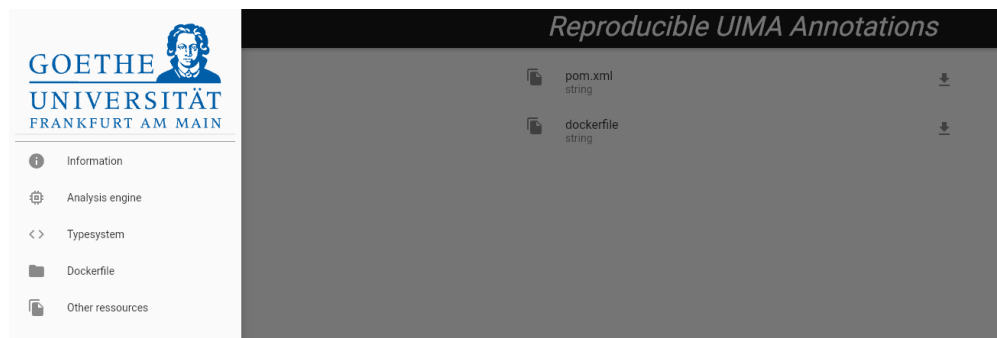 GOETHE
UNIVERSITÄT
FRANKFURT AM MAIN
Information
Analysis engine
Typesystem
Dockerfile
Other ressources
Reproducible UIMA Annotations
pom.xml
string
dockerfile
string